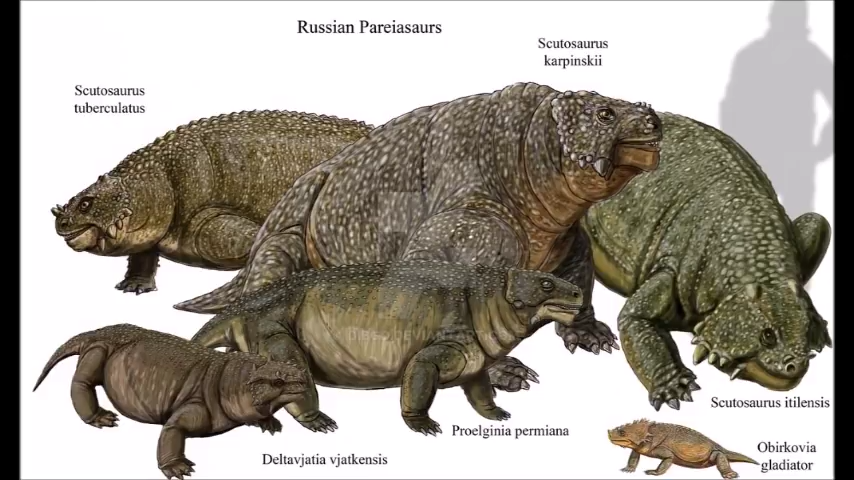 Russian Pareiasaurs
Scutosaurus
karpinskii
Scutosaurus
tuberculatus
Scutosaurus itilensis
Proelginia permiana
Obirkovia
gladiator
Deltavjatia vjatkensis